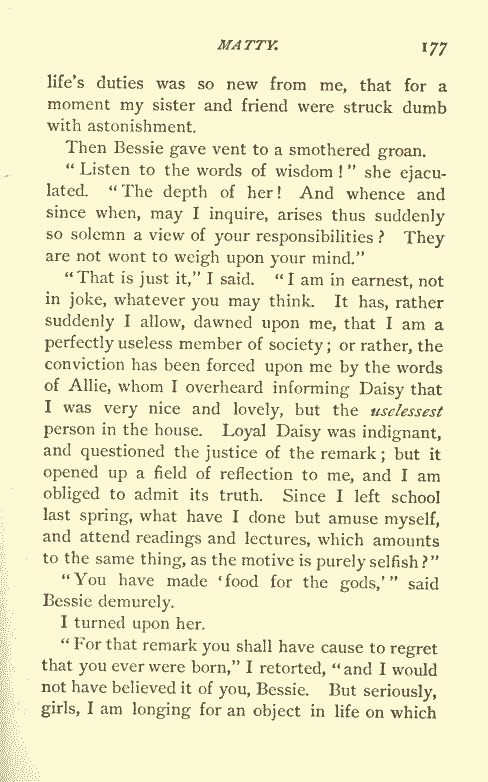 MATTY. 177
life's duties was so new from me, that for a
moment my sister and friend were struck dumb
with astonishment.
Then Bessie gave vent to a smothered groan.
"Listen to the words of wisdom!" she ejacu-
lated. "The depth of her! And whence and
since when, may I inquire, arises thus suddenly
so solemn a view of your responsibilities? They
are not wont to weigh upon your mind."
"That is just it," I said. "I am in earnest, not
in joke, whatever you may think. It has, rather
suddenly I allow, dawned upon me, that I am a
perfectly useless member of society; or rather, the
conviction has been forced upon me by the words
of Allie, whom I overheard informing Daisy that
I was very nice and lovely, but the uselessest
person in the house. Loyal Daisy was indignant,
and questioned the justice of the remark; but it
opened up a field of reflection to me, and I am
obliged to admit its truth. Since I left school
last spring, what have I done but amuse myself,
and attend readings and lectures, which amounts
to the same thing, as the motive is purely selfish?"
"You have made 'food for the gods,'" said
Bessie demurely.
I turned upon her.
"For that remark you shall have cause to regret
that you ever were born," I retorted, "and I would
not have believed it of you, Bessie. But seriously,
girls, I am longing for an object in life on which